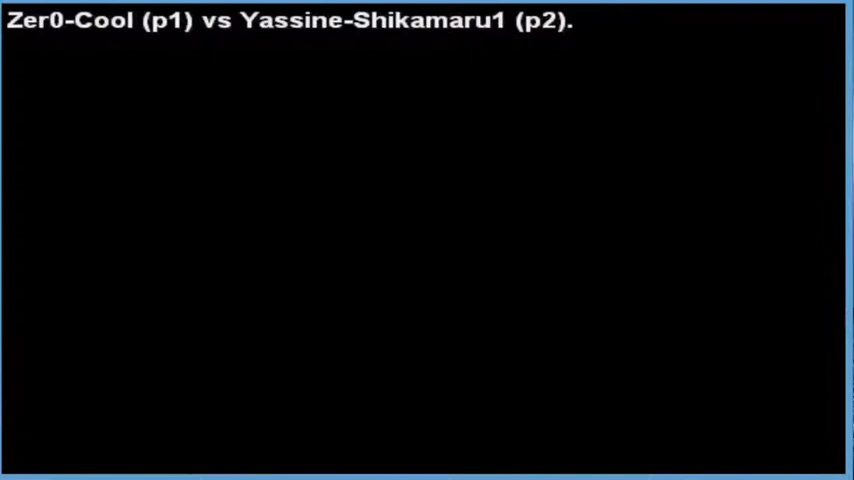 Zer0-Cool (p1) vs Yassine-Shikamaru1 (p2).